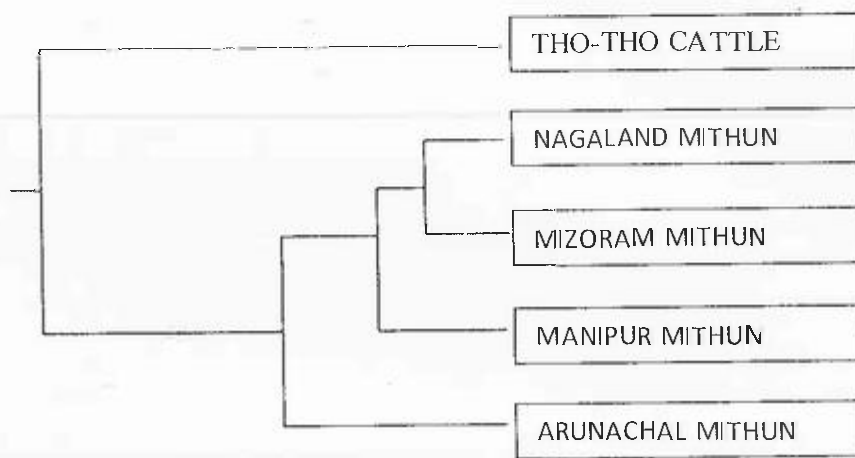 THO-THO CATTLE
NAGALAND MITHUN
MIZORAM MITHUN
MANIPUR MITHUN
ARUNACHAL MITHUN